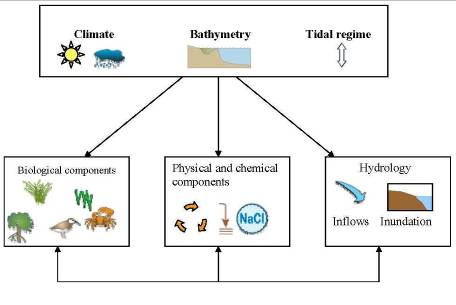 Climate Bathymetry Tidal regime
Biological components
Physical and chemical
components
NaCl
Hydrology
Inflows Inundation